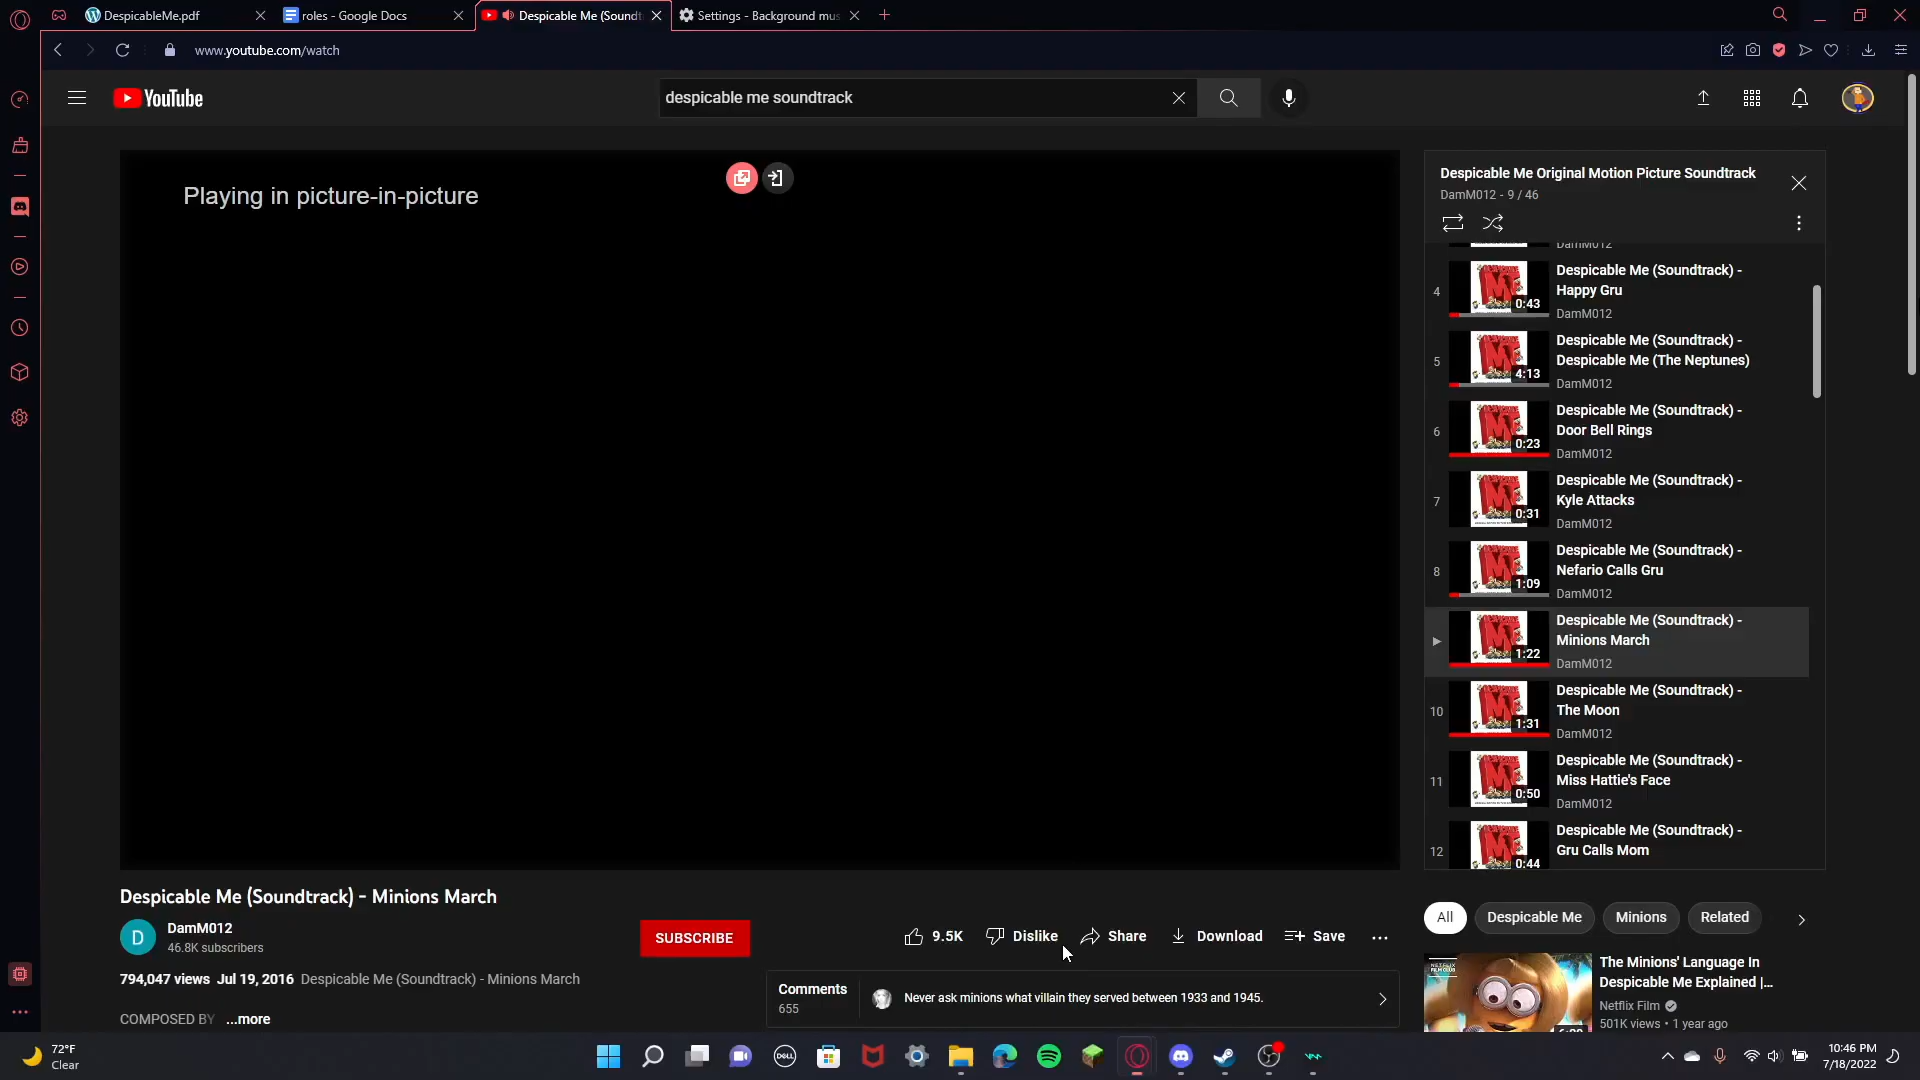 DespicableMe.pdf
roles - Google Docs
Despicable Me (Sound
Settings - Background mus
www.youtube.com/watch
YouTube
despicable me soundtrack
Playing in picture-in-picture
Despicable Me Original Motion Picture Soundtrack
DamM012 - 9 / 46
DamM012
4
0:43
Despicable Me (Soundtrack) -
Happy Gru
DamM012
5
4:13
Despicable Me (Soundtrack) -
Despicable Me (The Neptunes)
DamM012
6
0:23
Despicable Me (Soundtrack) -
Door Bell Rings
DamM012
7
0:31
Despicable Me (Soundtrack) -
Kyle Attacks
DamM012
8
1:09
Despicable Me (Soundtrack) -
Nefario Calls Gru
DamM012
1:22
Despicable Me (Soundtrack) -
Minions March
DamM012
10
1:31
Despicable Me (Soundtrack) -
The Moon
DamM012
11
0:50
Despicable Me (Soundtrack) -
Miss Hattie's Face
DamM012
12
0:44
Despicable Me (Soundtrack) -
Gru Calls Mom
Despicable Me (Soundtrack) - Minions March
D
DamM012
46.8K subscribers
SUBSCRIBE
9.5K
Dislike
Share
Download
Save
794,047 views Jul 19, 2016 Despicable Me (Soundtrack) - Minions March
COMPOSED BY ...more
Comments
655
Never ask minions what villain they served between 1933 and 1945.
All
Despicable Me
Minions
Related
The Minions' Language In
Despicable Me Explained |...
Netflix Film
501K views • 1 year ago
72°F
Clear
DELL
10:46 PM
7/18/2022